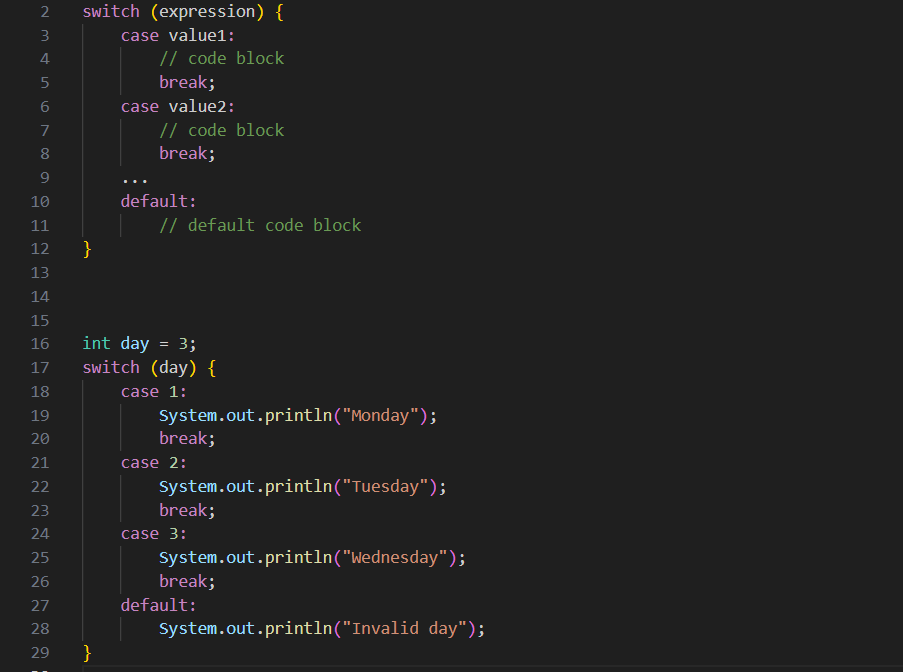 2 switch (expression) {
3     case value1:
4         // code block
5         break;
6     case value2:
7         // code block
8         break;
9     ...
10     default:
11         // default code block
12 }
13
14
15
16 int day = 3;
17 switch (day) {
18     case 1:
19         System.out.println("Monday");
20         break;
21     case 2:
22         System.out.println("Tuesday");
23         break;
24     case 3:
25         System.out.println("Wednesday");
26         break;
27     default:
28         System.out.println("Invalid day");
29 }